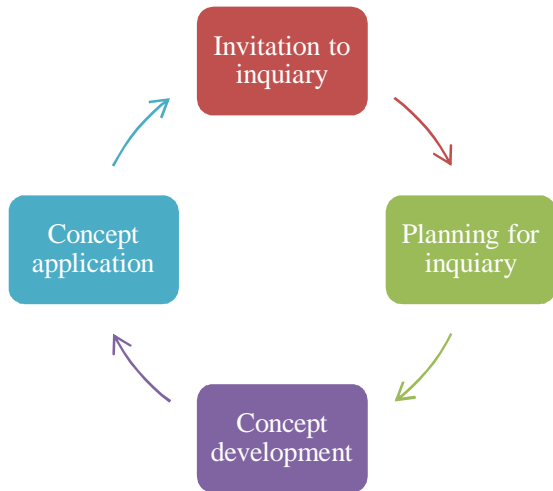 Invitation to
inquiary
Planning for
inquiary
Concept
development
Concept
application